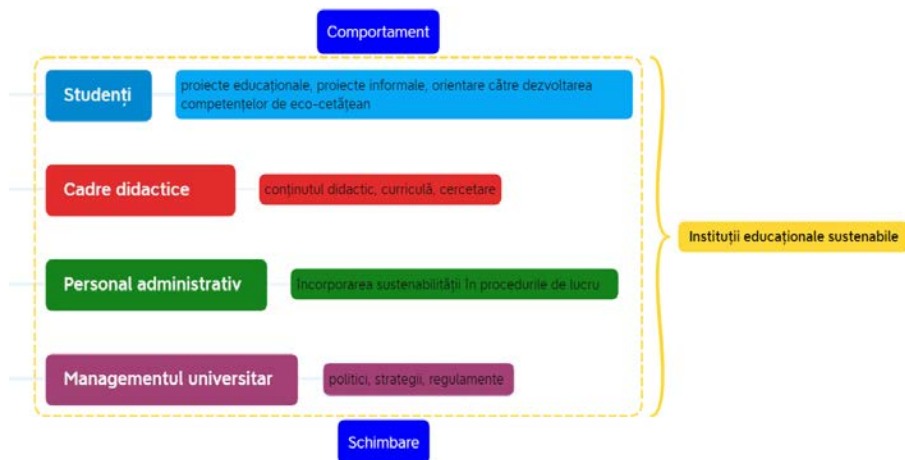 Comportament
Studenți
proiecte educaționale, proiecte informale, orientare către dezvoltarea
competențelor de eco-cetățean
Cadre didactice
conținutul didactic, curriculă, cercetare
Instituții educaționale sustenabile
Personal administrativ
încorporarea sustenabilității în procedurile de lucru
Managementul universitar
politici, strategii, regulamente
Schimbare